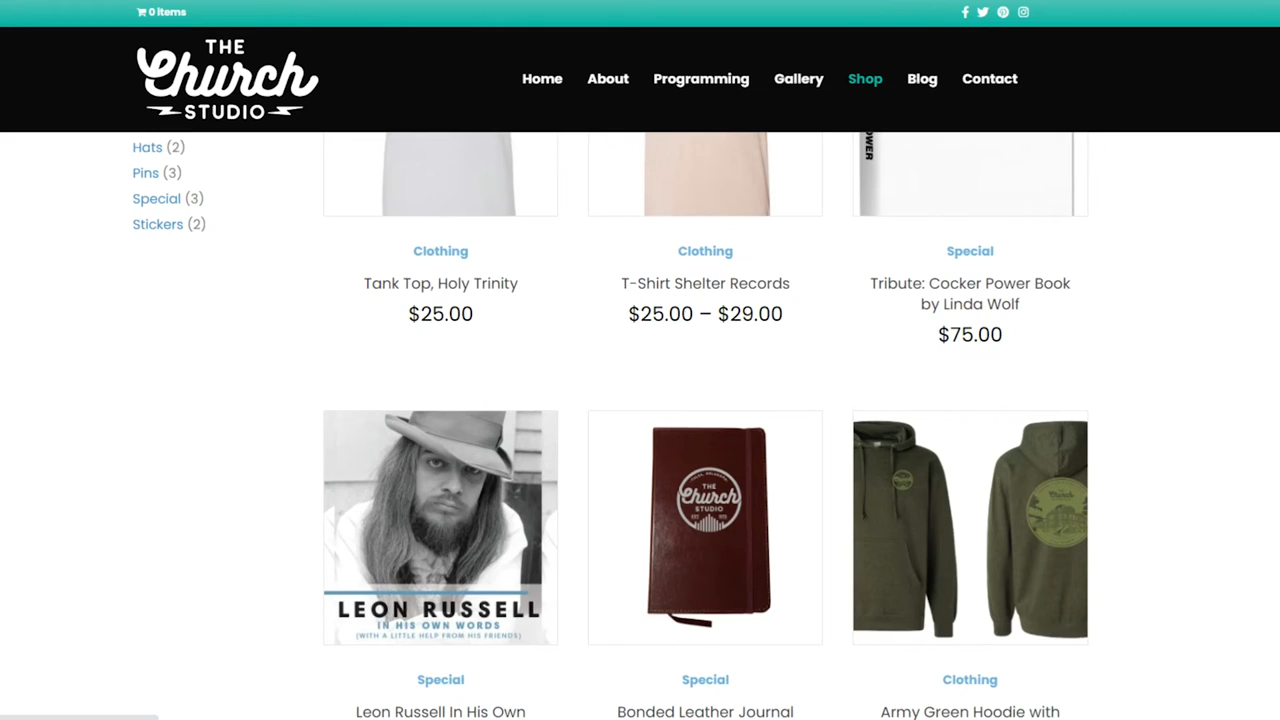 0 items
THE
Church
STUDIO
Home About Programming Gallery Shop Blog Contact
Hats (2)
Pins (3)
Special (3)
Stickers (2)
OWER
Clothing
Tank Top, Holy Trinity
$25.00
Clothing
T-Shirt Shelter Records
$25.00 – $29.00
Special
Tribute: Cocker Power Book
by Linda Wolf
$75.00
LEON RUSSELL
IN HIS OWN WORDS
(WITH A LITTLE HELP FROM HIS FRIENDS)
THE
Church
STUDIO
Special
Leon Russell In His Own
Special
Bonded Leather Journal
Clothing
Army Green Hoodie with